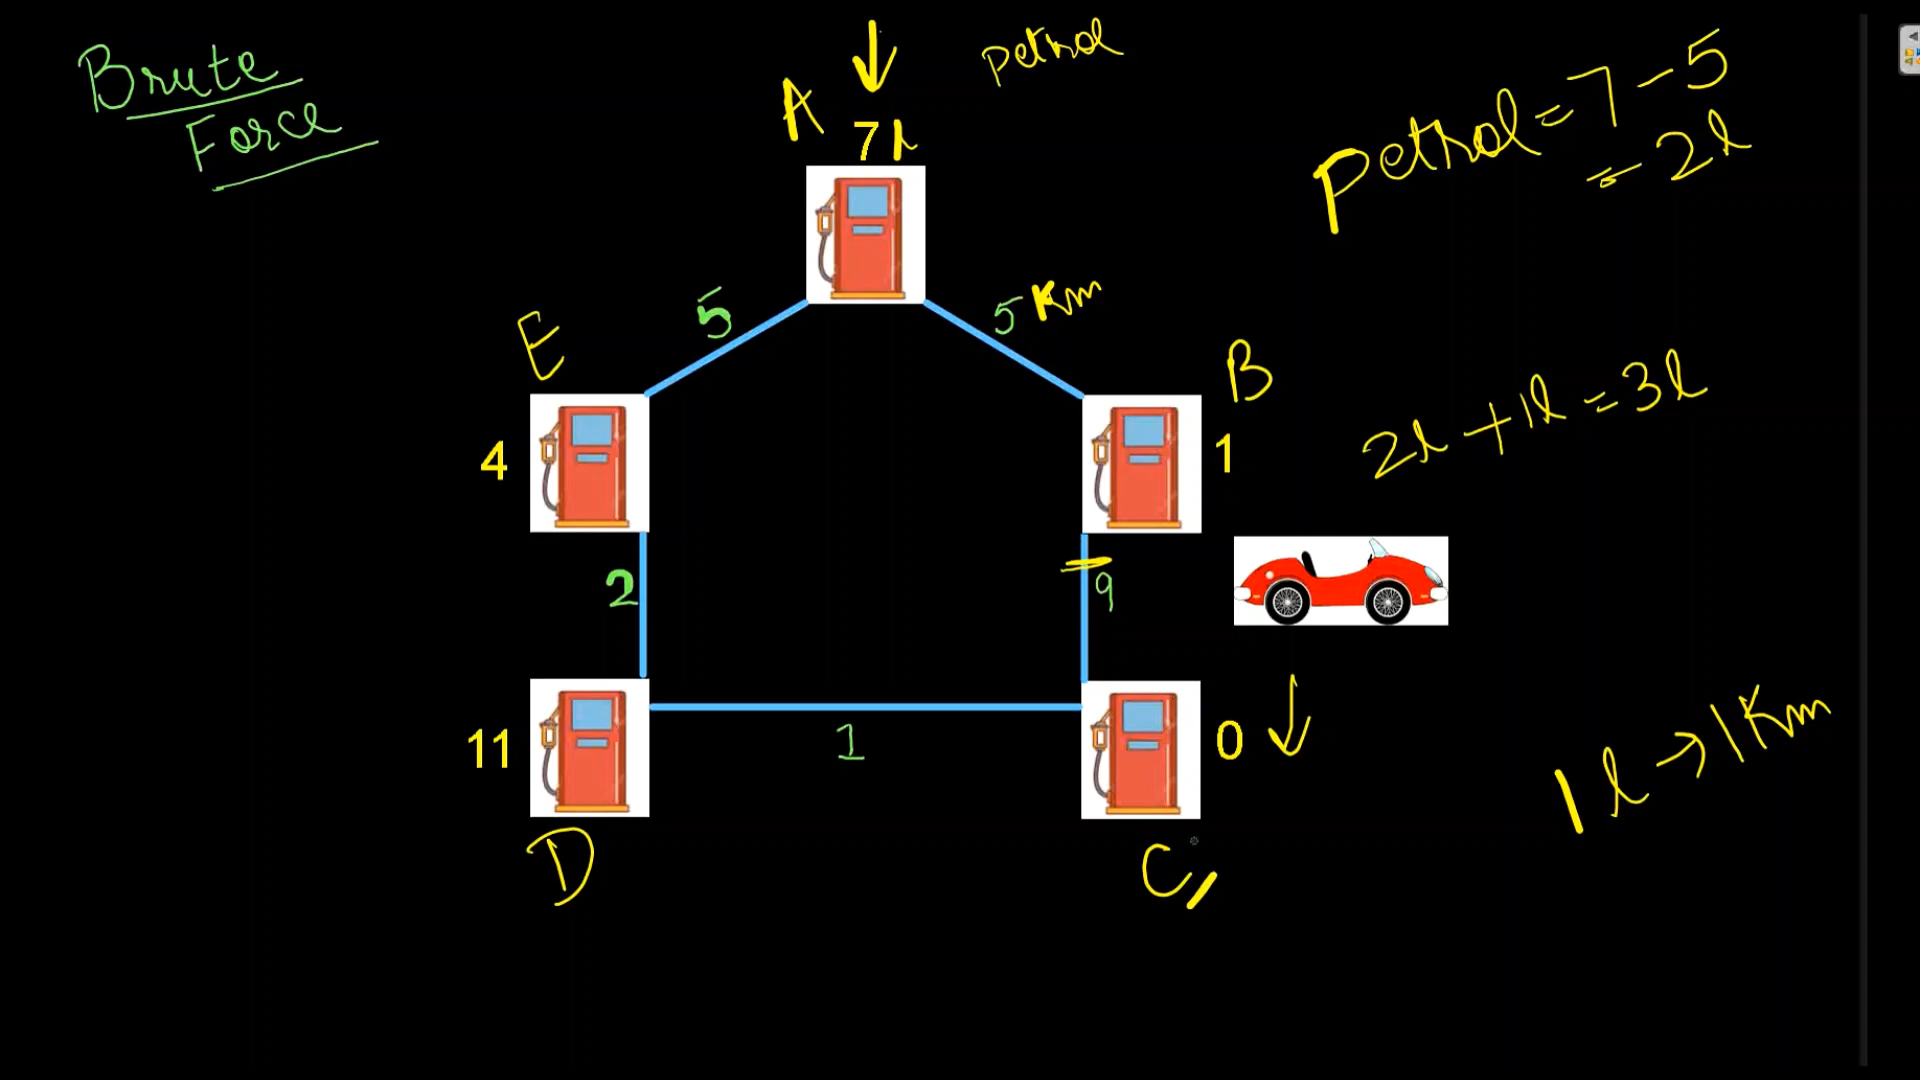 Brute
Force
Petrol
A
7l
Petrol = 7 - 5
= 2l
5
5 Km
E
B
4
1
2l + 1l = 3l
2
9
11
1
0
1l → 1Km
D
C,